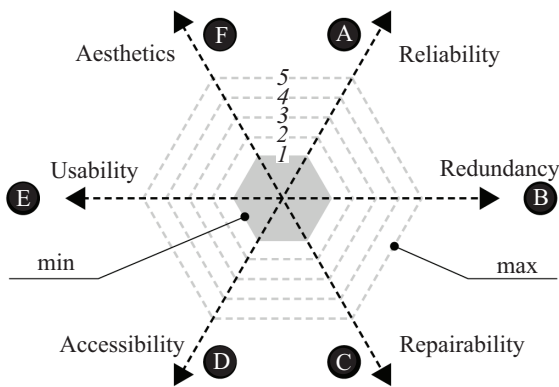 F
A
Aesthetics
Reliability
5
4
3
2
1
Usability
Redundancy
E
B
min
max
Accessibility
Repairability
D
C